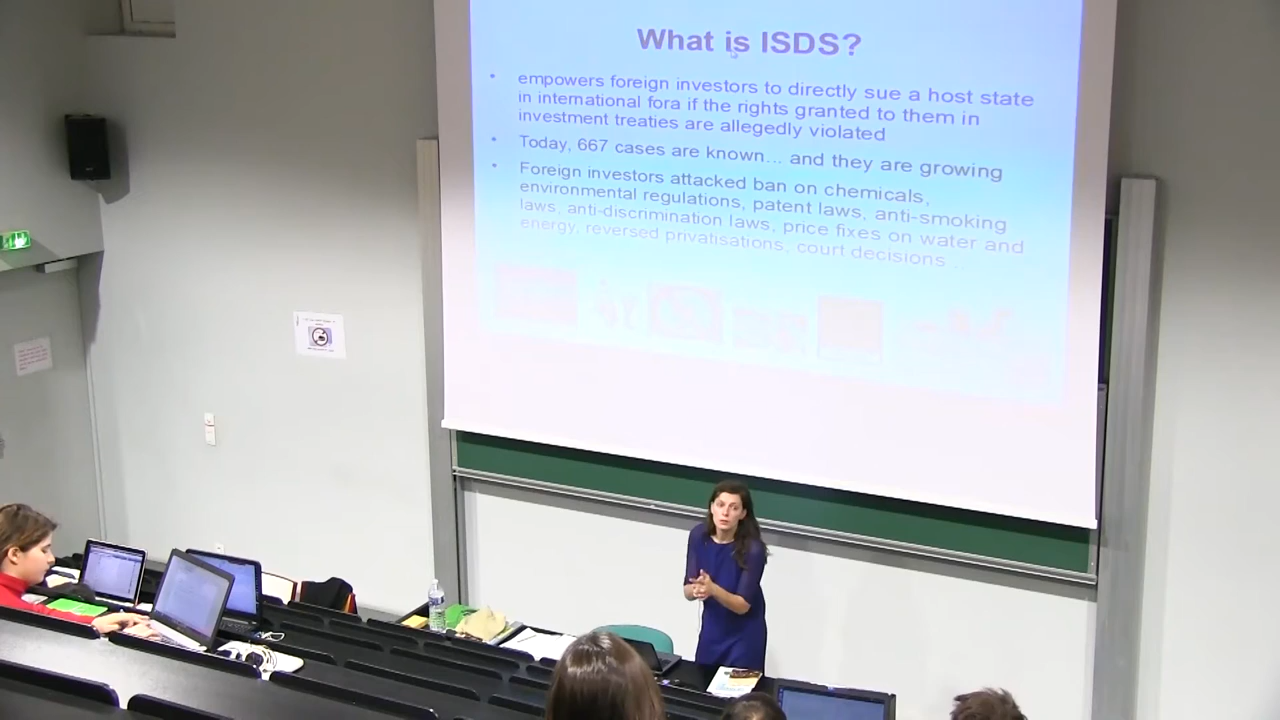 What is ISDS?
• empowers foreign investors to directly sue a host state
in international fora if the rights granted to them in
investment treaties are allegedly violated
• Today, 667 cases are known... and they are growing
• Foreign investors attacked ban on chemicals,
environmental regulations, patent laws, anti-smoking
laws, anti-discrimination laws, price fixes on water and
energy, reversed privatisations, court decisions ...